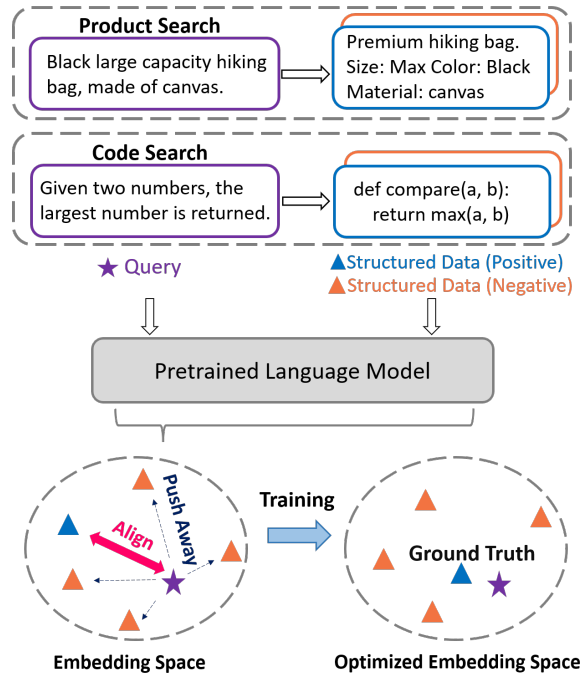 Product Search
Black large capacity hiking
bag, made of canvas.
Premium hiking bag.
Size: Max Color: Black
Material: canvas
Code Search
Given two numbers, the
largest number is returned.
def compare(a, b):
return max(a, b)
Query
Structured Data (Positive)
Structured Data (Negative)
Pretrained Language Model
Push Away
Align
Training
Ground Truth
Embedding Space
Optimized Embedding Space